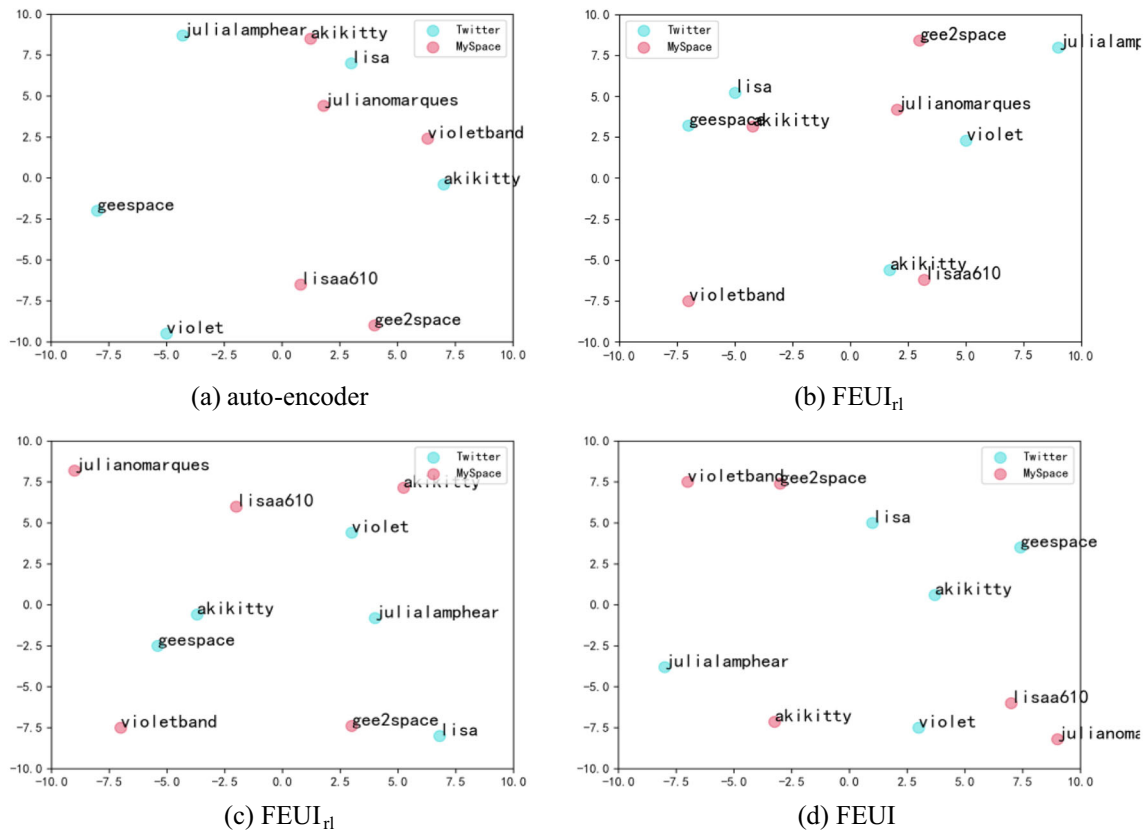 10.0
julialamphear
akikitty
Twitter
MySpace
lisa
7.5
5.0
julianomarques
2.5
violetband
akikitty
0.0
-2.5
geespace
-5.0
lisaa610
-7.5
gee2space
violet
-10.0
-10.0 -7.5 -5.0 -2.5 0.0 2.5 5.0 7.5 10.0
(a) auto-encoder
10.0
gee2space
Twitter
MySpace
julialamp
7.5
lisa
5.0
julianomarques
geespace
akikitty
2.5
violet
0.0
-2.5
-5.0
akikitty
lisaa610
violetband
-7.5
-10.0
-10.0 -7.5 -5.0 -2.5 0.0 2.5 5.0 7.5 10.0
(b) FEUIrl
10.0
julianomarques
Twitter
MySpace
7.5
akikitty
lisaa610
5.0
violet
2.5
0.0
akikitty
julialamphear
-2.5
geespace
-5.0
violetband
gee2space
-7.5
lisa
-10.0
-10.0 -7.5 -5.0 -2.5 0.0 2.5 5.0 7.5 10.0
(c) FEUIrl
10.0
Twitter
MySpace
violetband
gee2space
7.5
lisa
5.0
geespace
2.5
akikitty
0.0
-2.5
julialamphear
-5.0
lisaa610
akikitty
violet
-7.5
julianoma
-10.0
-10.0 -7.5 -5.0 -2.5 0.0 2.5 5.0 7.5 10.0
(d) FEUI